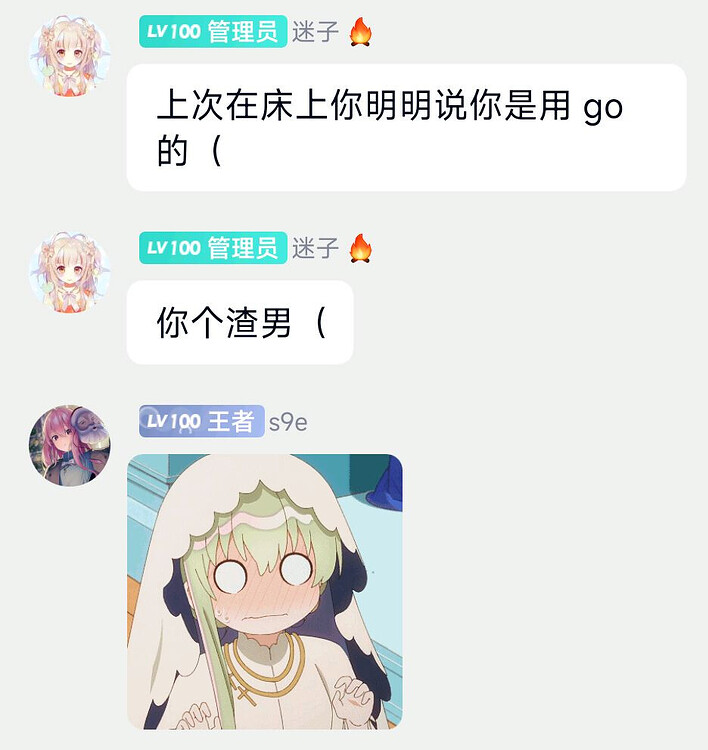 LV100 管理员 迷子 🔥
上次在床上你明明说你是用 go
的（
LV100 管理员 迷子 🔥
你个渣男（
LV100 王者 s9e